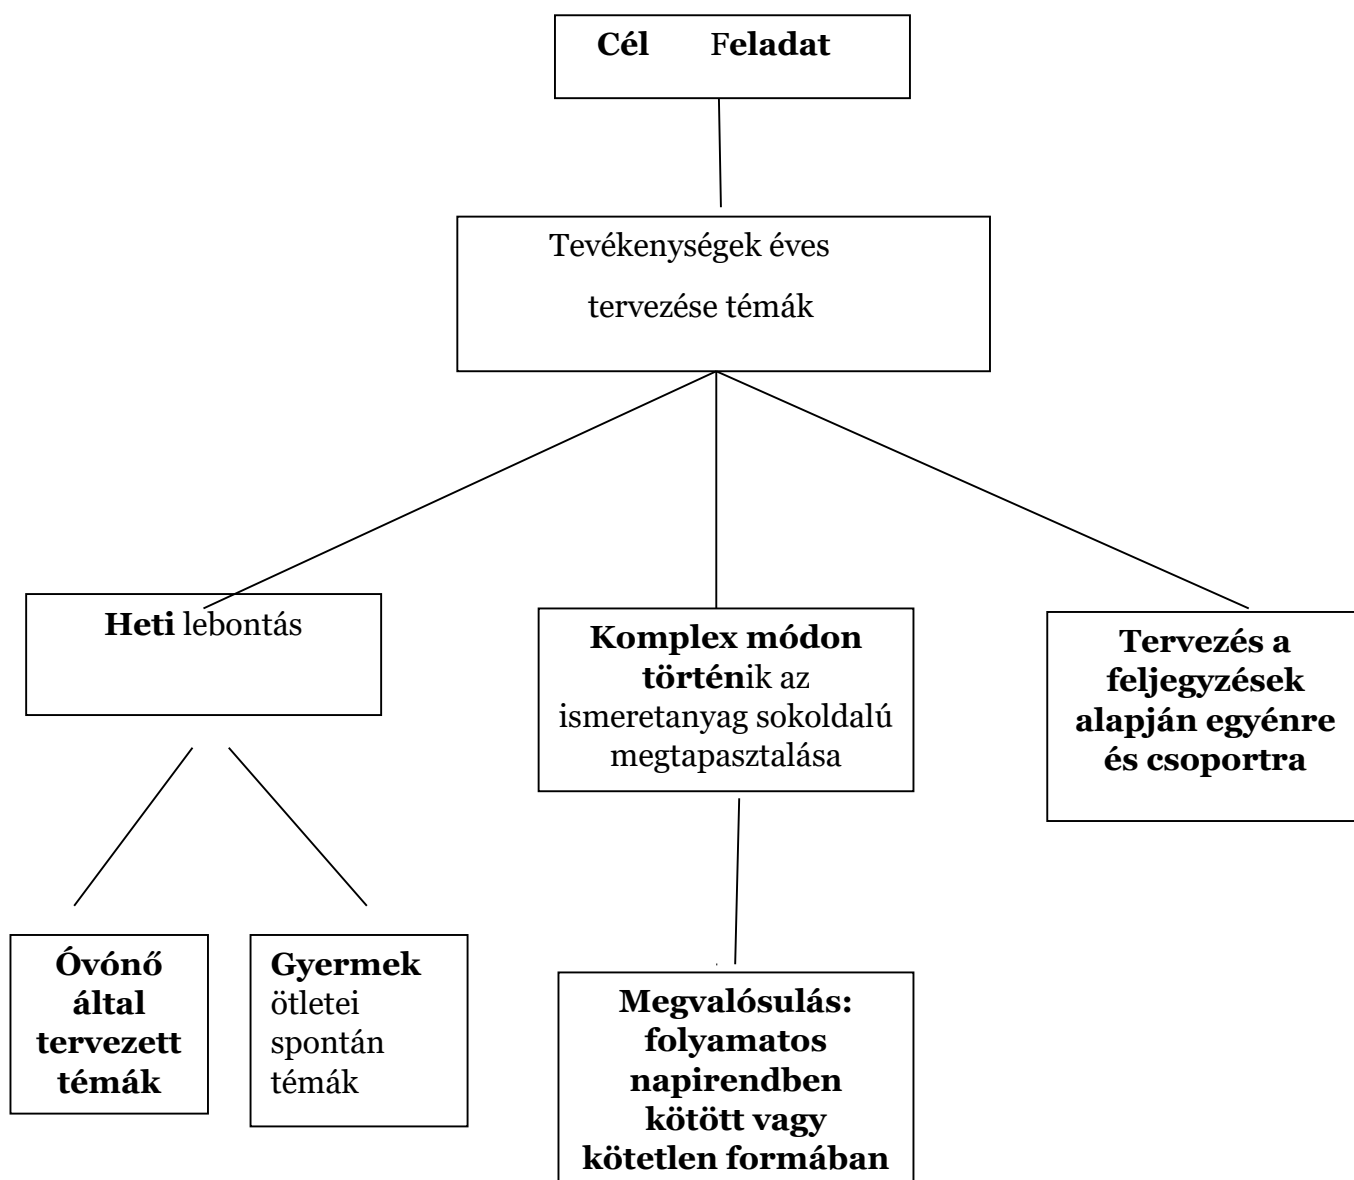 Cél Feladat
Tevékenységek éves
tervezése témák
Heti lebontás
Komplex módon
történik az
ismeretanyag sokoldalú
megtapasztalása
Tervezés a
feljegyzések
alapján egyénre
és csoportra
Óvónő
által
tervezett
témák
Gyermek
ötletei
spontán
témák
Megvalósulás:
folyamatos
napirendben
kötött vagy
kötetlen formában